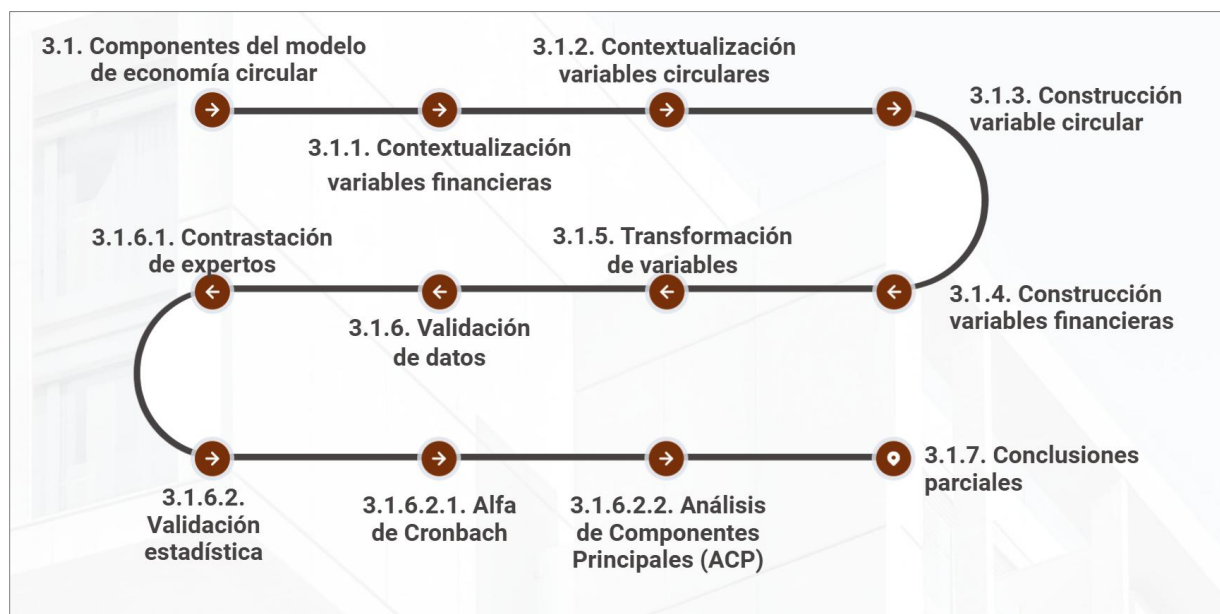 3.1. Componentes del modelo
de economía circular
3.1.1. Contextualización
variables financieras
3.1.2. Contextualización
variables circulares
3.1.3. Construcción
variable circular
3.1.4. Construcción
variables financieras
3.1.5. Transformación
de variables
3.1.6. Validación
de datos
3.1.6.1. Contrastación
de expertos
3.1.6.2.
Validación
estadística
3.1.6.2.1. Alfa
de Cronbach
3.1.6.2.2. Análisis
de Componentes
Principales (ACP)
3.1.7. Conclusiones
parciales